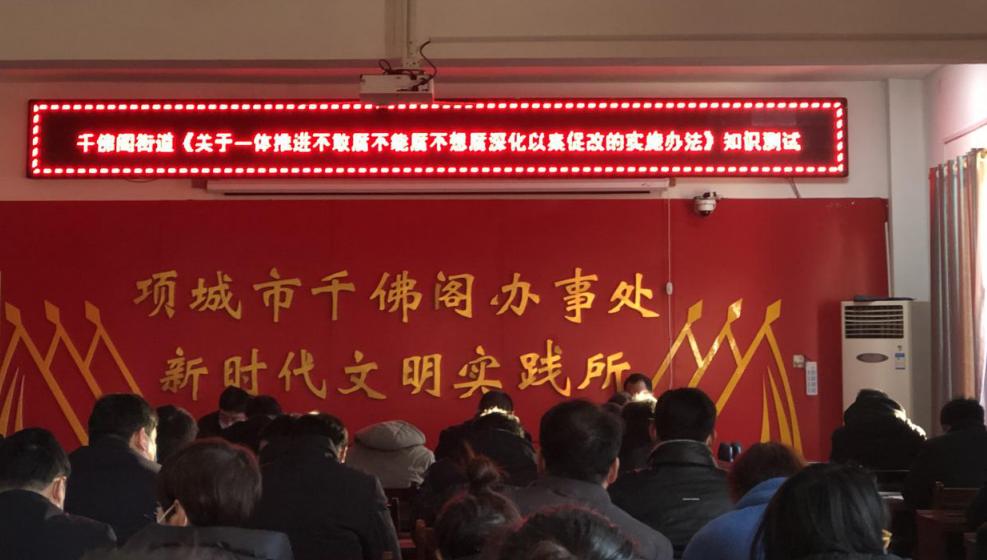 千佛阁街道《关于一体推进不敢腐不能腐不想腐深化以案促改的实施办法》知识测试
项城市千佛阁办事处
新时代文明实践所